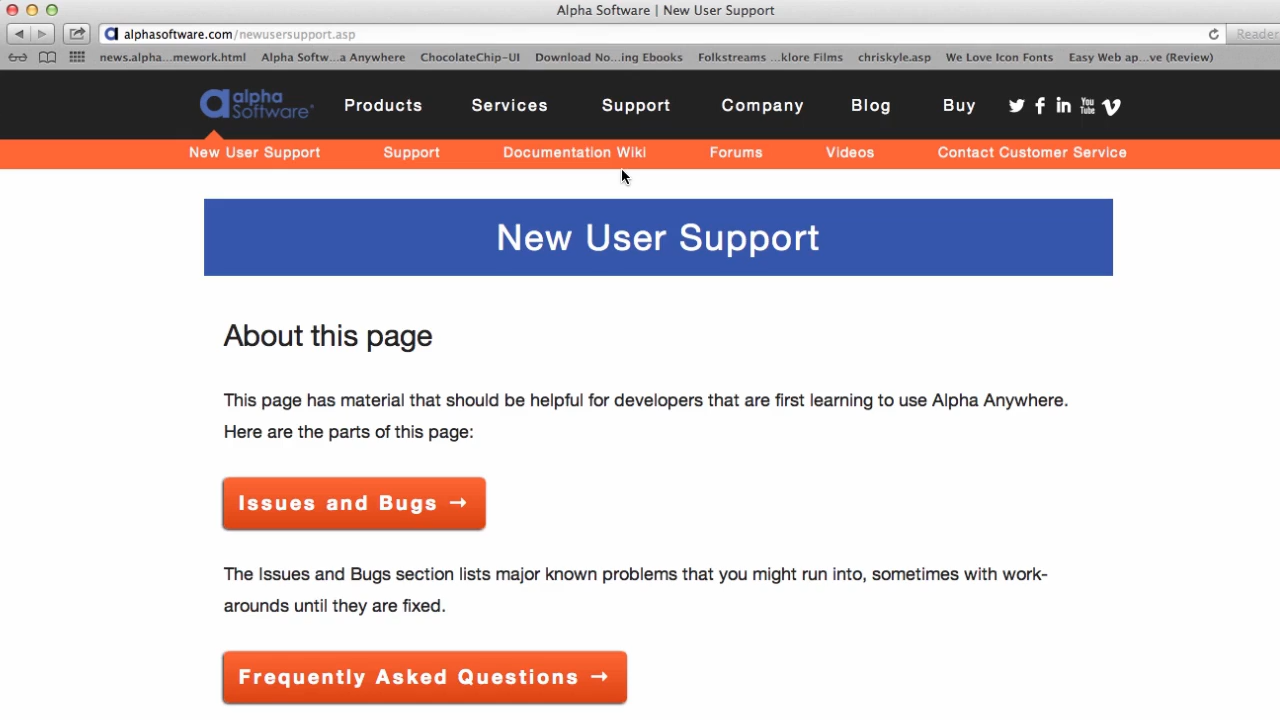 Alpha Software | New User Support
alphasoftware.com/newusersupport.asp
Reader
news.alpha...mework.html Alpha Softw...a Anywhere ChocolateChip-UI Download No...ing Ebooks Folkstreams ...klore Films chriskyle.asp We Love Icon Fonts Easy Web ap...ve (Review)
alpha Software Products Services Support Company Blog Buy You Tube
New User Support Support Documentation Wiki Forums Videos Contact Customer Service
New User Support
About this page
This page has material that should be helpful for developers that are first learning to use Alpha Anywhere.
Here are the parts of this page:
Issues and Bugs →
The Issues and Bugs section lists major known problems that you might run into, sometimes with work-
arounds until they are fixed.
Frequently Asked Questions →